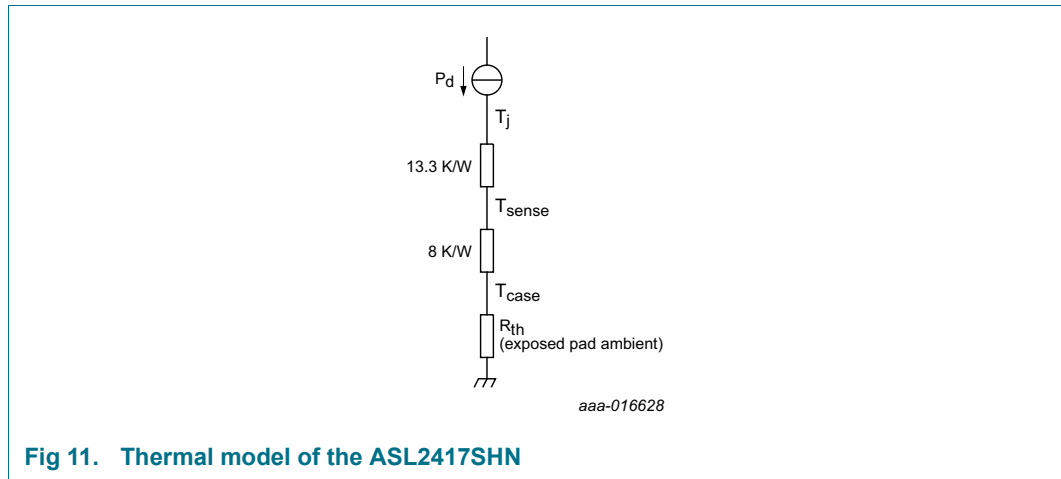 Pd
Tj
13.3 K/W
Tsense
8 K/W
Tcase
Rth
(exposed pad ambient)
aaa-016628
Fig 11. Thermal model of the ASL2417SHN